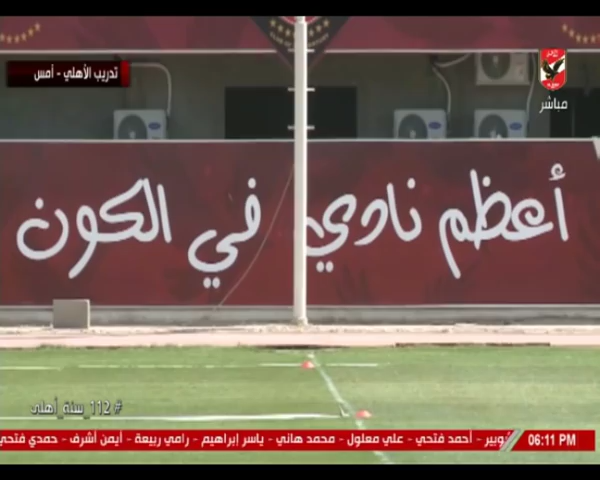 تدريب الأهلي - أمس
مباشر
أعظم نادي في الكون
# 112_سنة_أهلي
شوبير - أحمد فتحي - علي معلول - محمد هاني - ياسر إبراهيم - رامي ربيعة - أيمن أشرف - حمدي فتحي
06:11 PM